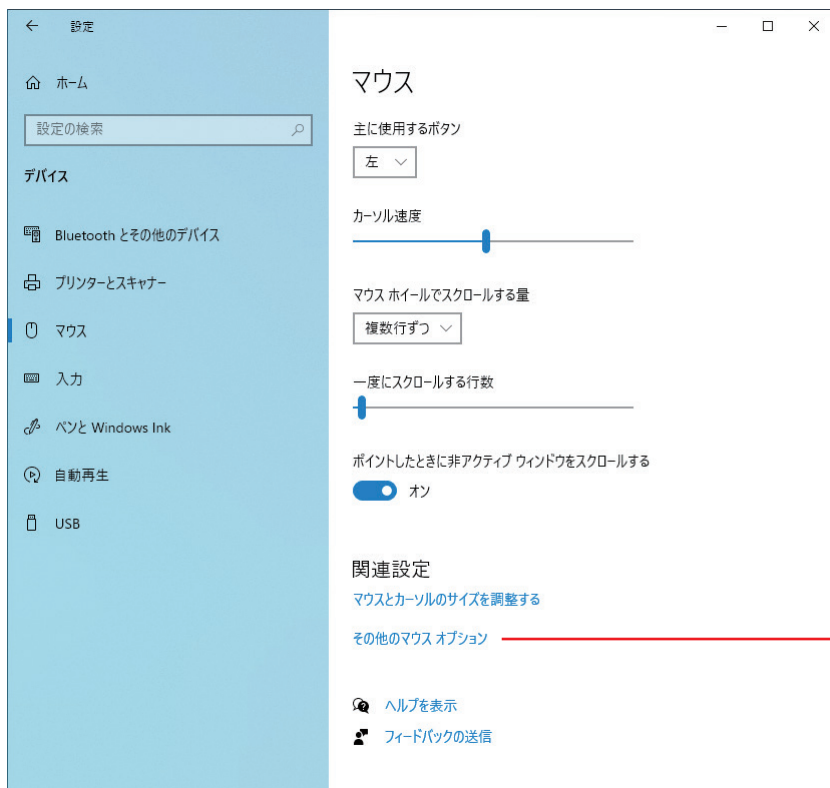 設定
ホーム
設定の検索
デバイス
Bluetooth とその他のデバイス
プリンターとスキャナー
マウス
入力
ペンと Windows Ink
自動再生
USB
マウス
主に使用するボタン
左
カーソル速度
マウス ホイールでスクロールする量
複数行ずつ
一度にスクロールする行数
ポイントしたときに非アクティブ ウィンドウをスクロールする
オン
関連設定
マウスとカーソルのサイズを調整する
その他のマウス オプション
ヘルプを表示
フィードバックの送信